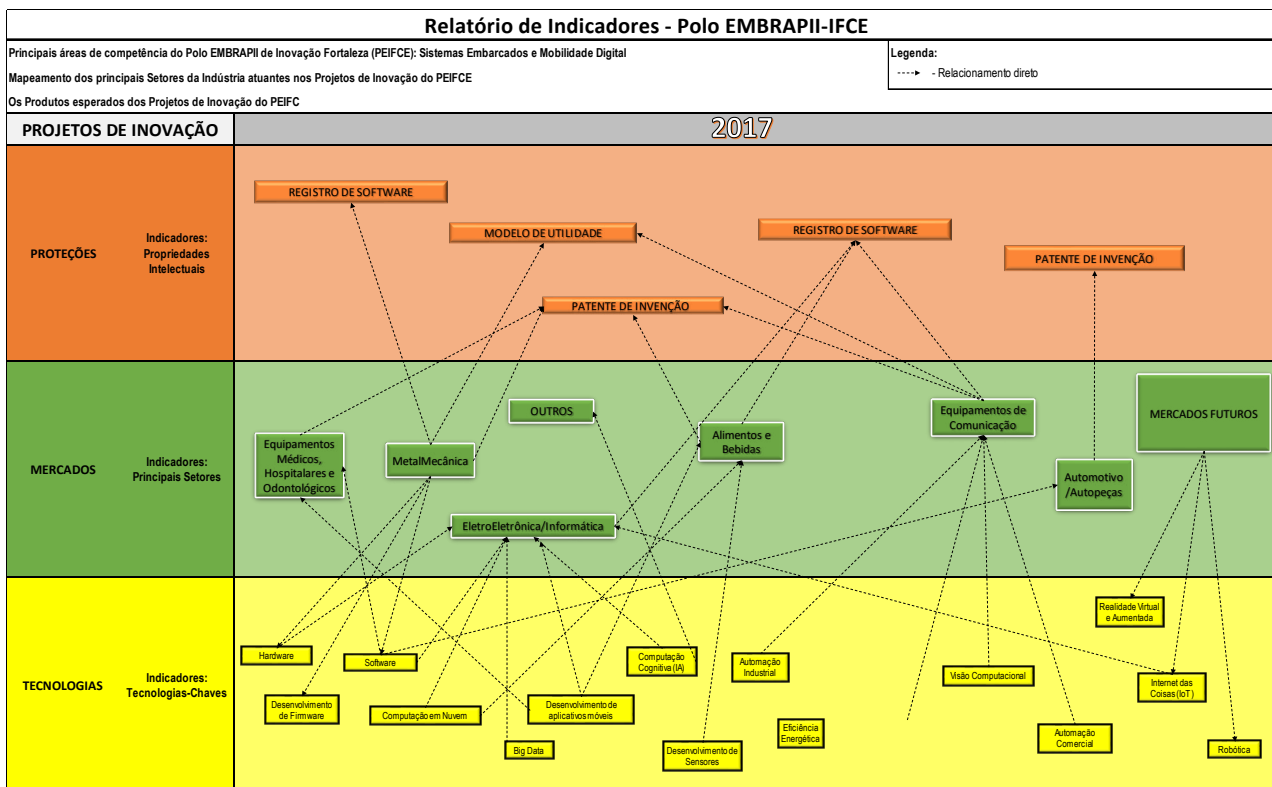 Relatório de Indicadores - Polo EMBRAPII-IFCE
Principais áreas de competência do Polo EMBRAPII de Inovação Fortaleza (PEIFCE): Sistemas Embarcados e Mobilidade Digital
Mapeamento dos principais Setores da Indústria atuantes nos Projetos de Inovação do PEIFCE
Os Produtos esperados dos Projetos de Inovação do PEIFC
Legenda:
- Relacionamento direto
PROJETOS DE INOVAÇÃO
2017
PROTEÇÕES
Indicadores:
Propriedades
Intelectuais
REGISTRO DE SOFTWARE
MODELO DE UTILIDADE
REGISTRO DE SOFTWARE
PATENTE DE INVENÇÃO
PATENTE DE INVENÇÃO
MERCADOS
Indicadores:
Principais Setores
OUTROS
Equipamentos de
Comunicação
MERCADOS FUTUROS
Equipamentos
Médicos,
Hospitalares e
Odontológicos
MetalMecânica
Alimentos e
Bebidas
Automotivo
/Autopeças
EletroEletrônica/Informática
TECNOLOGIAS
Indicadores:
Tecnologias-Chaves
Realidade Virtual
e Aumentada
Hardware
Software
Computação
Cognitiva (IA)
Automação
Industrial
Visão Computacional
Internet das
Coisas (IoT)
Desenvolvimento
de Firmware
Computação em Nuvem
Desenvolvimento de
aplicativos móveis
Eficiência
Energética
Automação
Comercial
Big Data
Desenvolvimento de
Sensores
Robótica